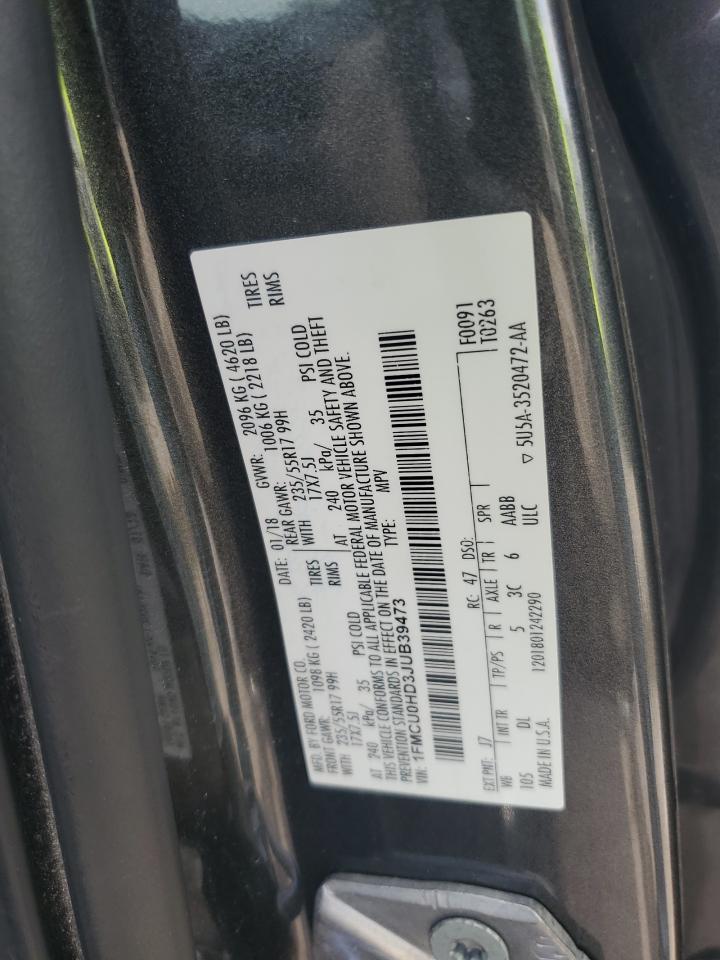 MFD. BY FORD MOTOR CO.
DATE: 01/18
GVWR: 2096 KG ( 4620 LB)
FRONT GAWR: 1098 KG ( 2420 LB)
REAR GAWR: 1006 KG ( 2218 LB)
WITH 235/55R17 99H TIRES
WITH 235/55R17 99H TIRES
17X7.5J RIMS
17X7.5J RIMS
AT 240 kPa/ 35 PSI COLD
AT 240 kPa/ 35 PSI COLD
THIS VEHICLE CONFORMS TO ALL APPLICABLE FEDERAL MOTOR VEHICLE SAFETY AND THEFT
PREVENTION STANDARDS IN EFFECT ON THE DATE OF MANUFACTURE SHOWN ABOVE.
VIN: 1FMCU0HD3JUB39473
TYPE: MPV
EXT PNT: J7 RC: 47 DSO: F0091
WB INT TR TP/PS R AXLE TR SPR T0263
105 DL 5 3C 6 AABB
1201801242290 ULC
MADE IN U.S.A. ▽ 5U5A-3520472-AA